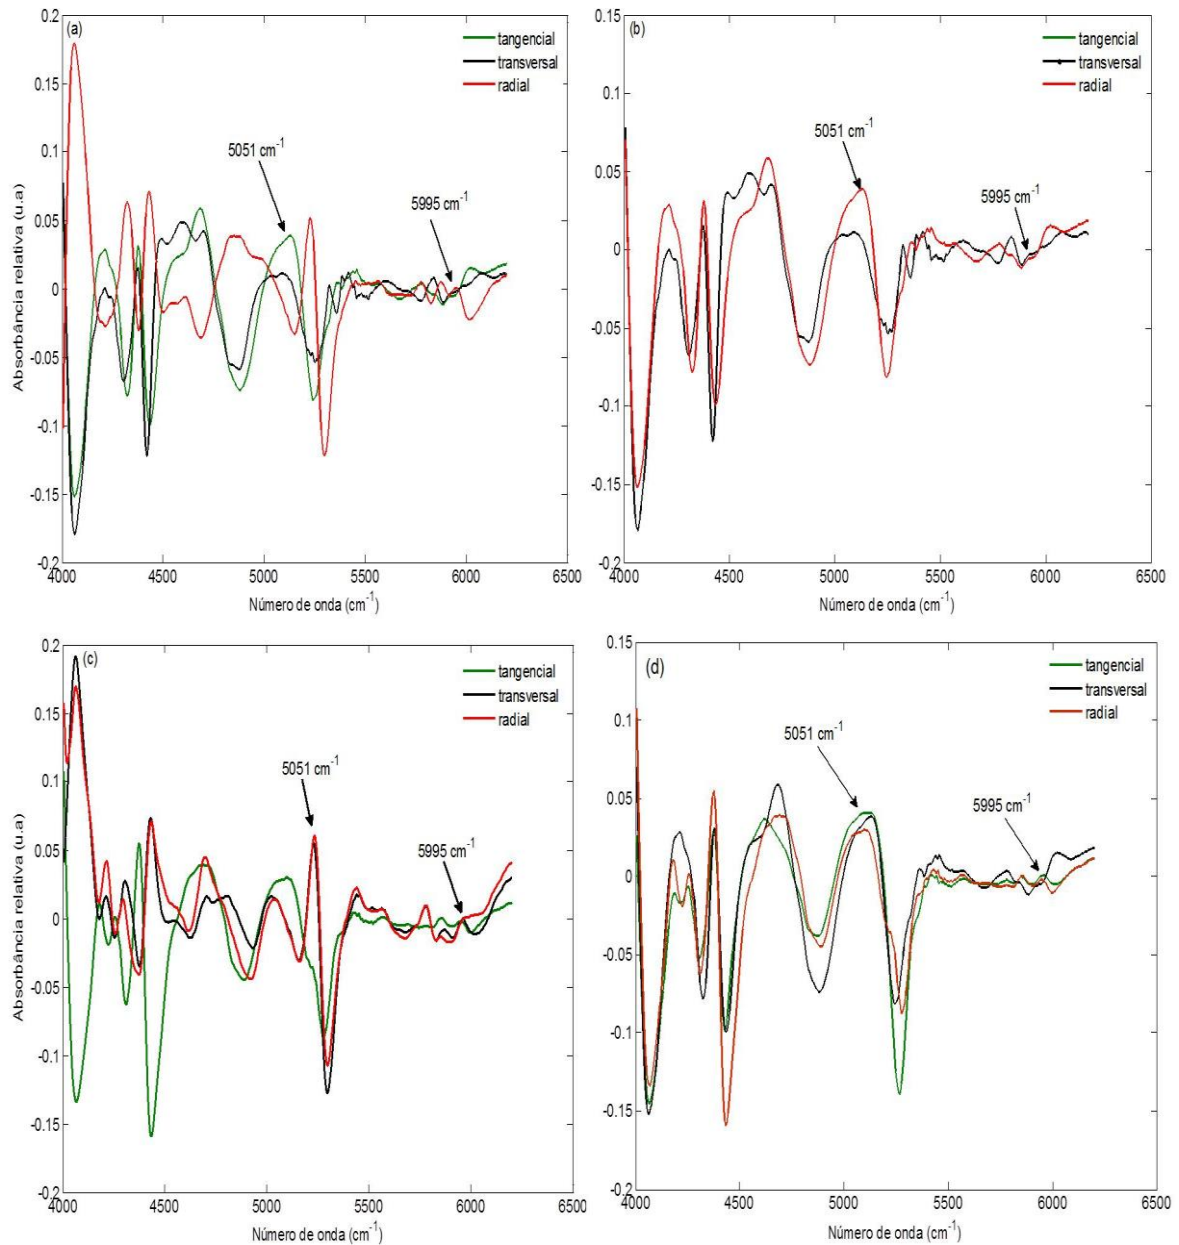 (a)
tangencial
transversal
radial
5051 cm⁻¹
5995 cm⁻¹
0.2
0.15
0.1
0.05
0
-0.05
-0.1
-0.15
-0.2
Absorbância relativa (u.a)
4000 4500 5000 5500 6000 6500
Número de onda (cm⁻¹)
(b)
tangencial
transversal
radial
5051 cm⁻¹
5995 cm⁻¹
0.15
0.1
0.05
0
-0.05
-0.1
-0.15
-0.2
4000 4500 5000 5500 6000 6500
Número de onda (cm⁻¹)
(c)
tangencial
transversal
radial
5051 cm⁻¹
5995 cm⁻¹
0.2
0.15
0.1
0.05
0
-0.05
-0.1
-0.15
-0.2
Absorbância relativa (u.a)
4000 4500 5000 5500 6000 6500
Número de onda (cm⁻¹)
(d)
tangencial
transversal
radial
5051 cm⁻¹
5995 cm⁻¹
0.15
0.1
0.05
0
-0.05
-0.1
-0.15
-0.2
4000 4500 5000 5500 6000 6500
Número de onda (cm⁻¹)